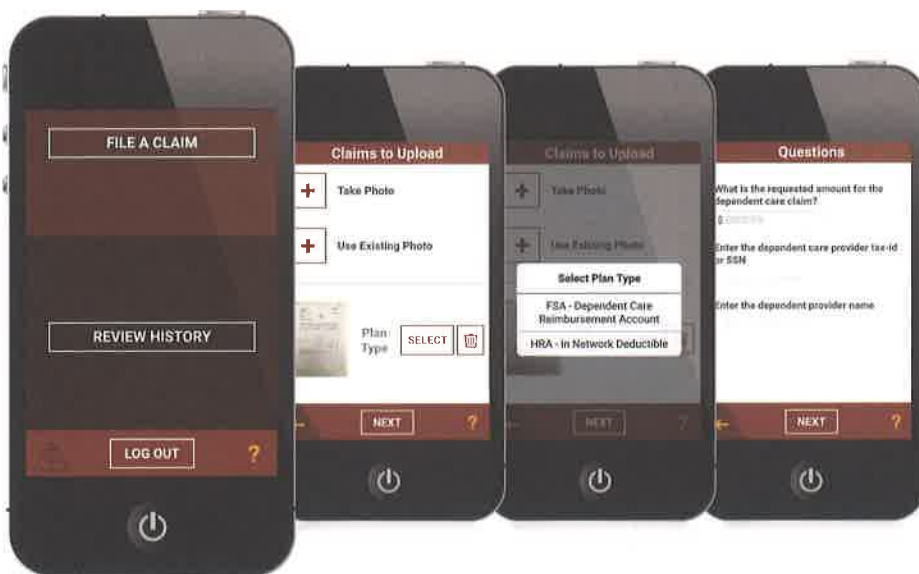 FILE A CLAIM
REVIEW HISTORY
LOG OUT
?
Claims to Upload
Take Photo
Use Existing Photo
Plan
Type
SELECT
NEXT
?
Claims to Upload
Take Photo
Use Existing Photo
Select Plan Type
FSA - Dependent Care
Reimbursement Account
HRA - In Network Deductible
NEXT
?
Questions
What is the requested amount for the
dependent care claim?
$
Enter the dependent care provider tax-id
or SSN
Enter the dependent provider name
NEXT
?